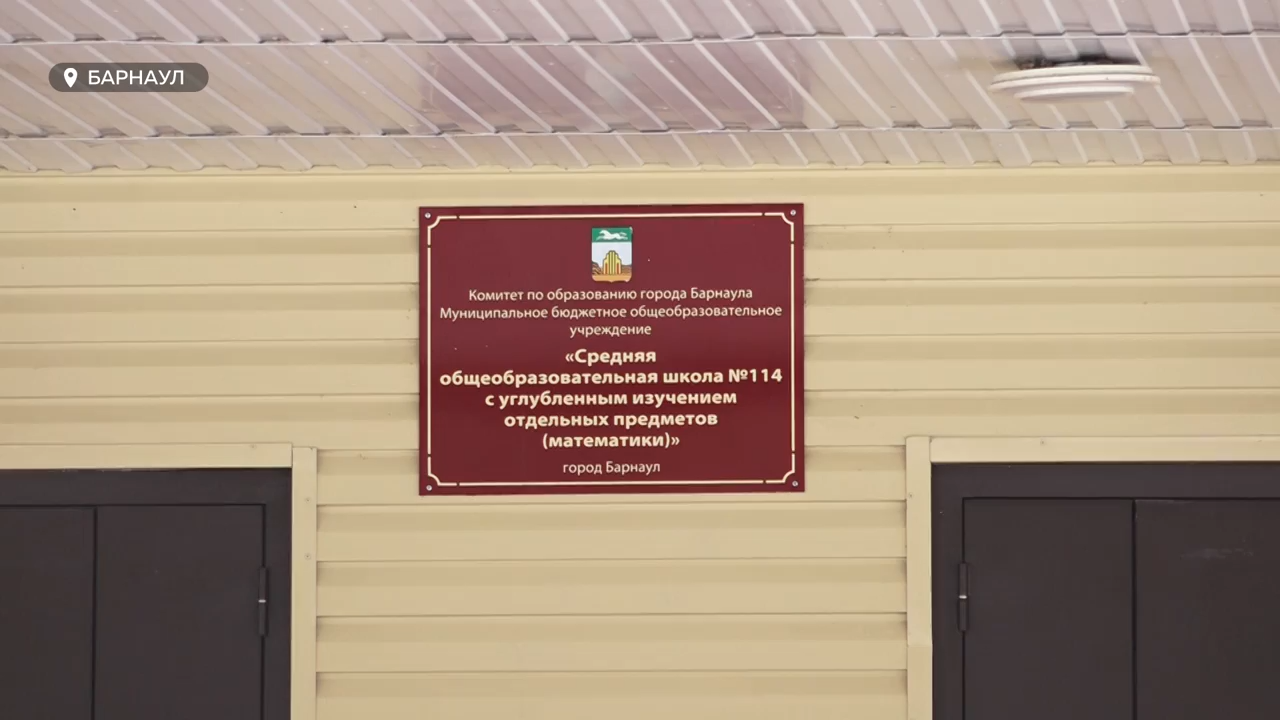 БАРНАУЛ
Комитет по образованию города Барнаула
Муниципальное бюджетное общеобразовательное
учреждение
«Средняя
общеобразовательная школа №114
с углубленным изучением
отдельных предметов
(математики)»
город Барнаул